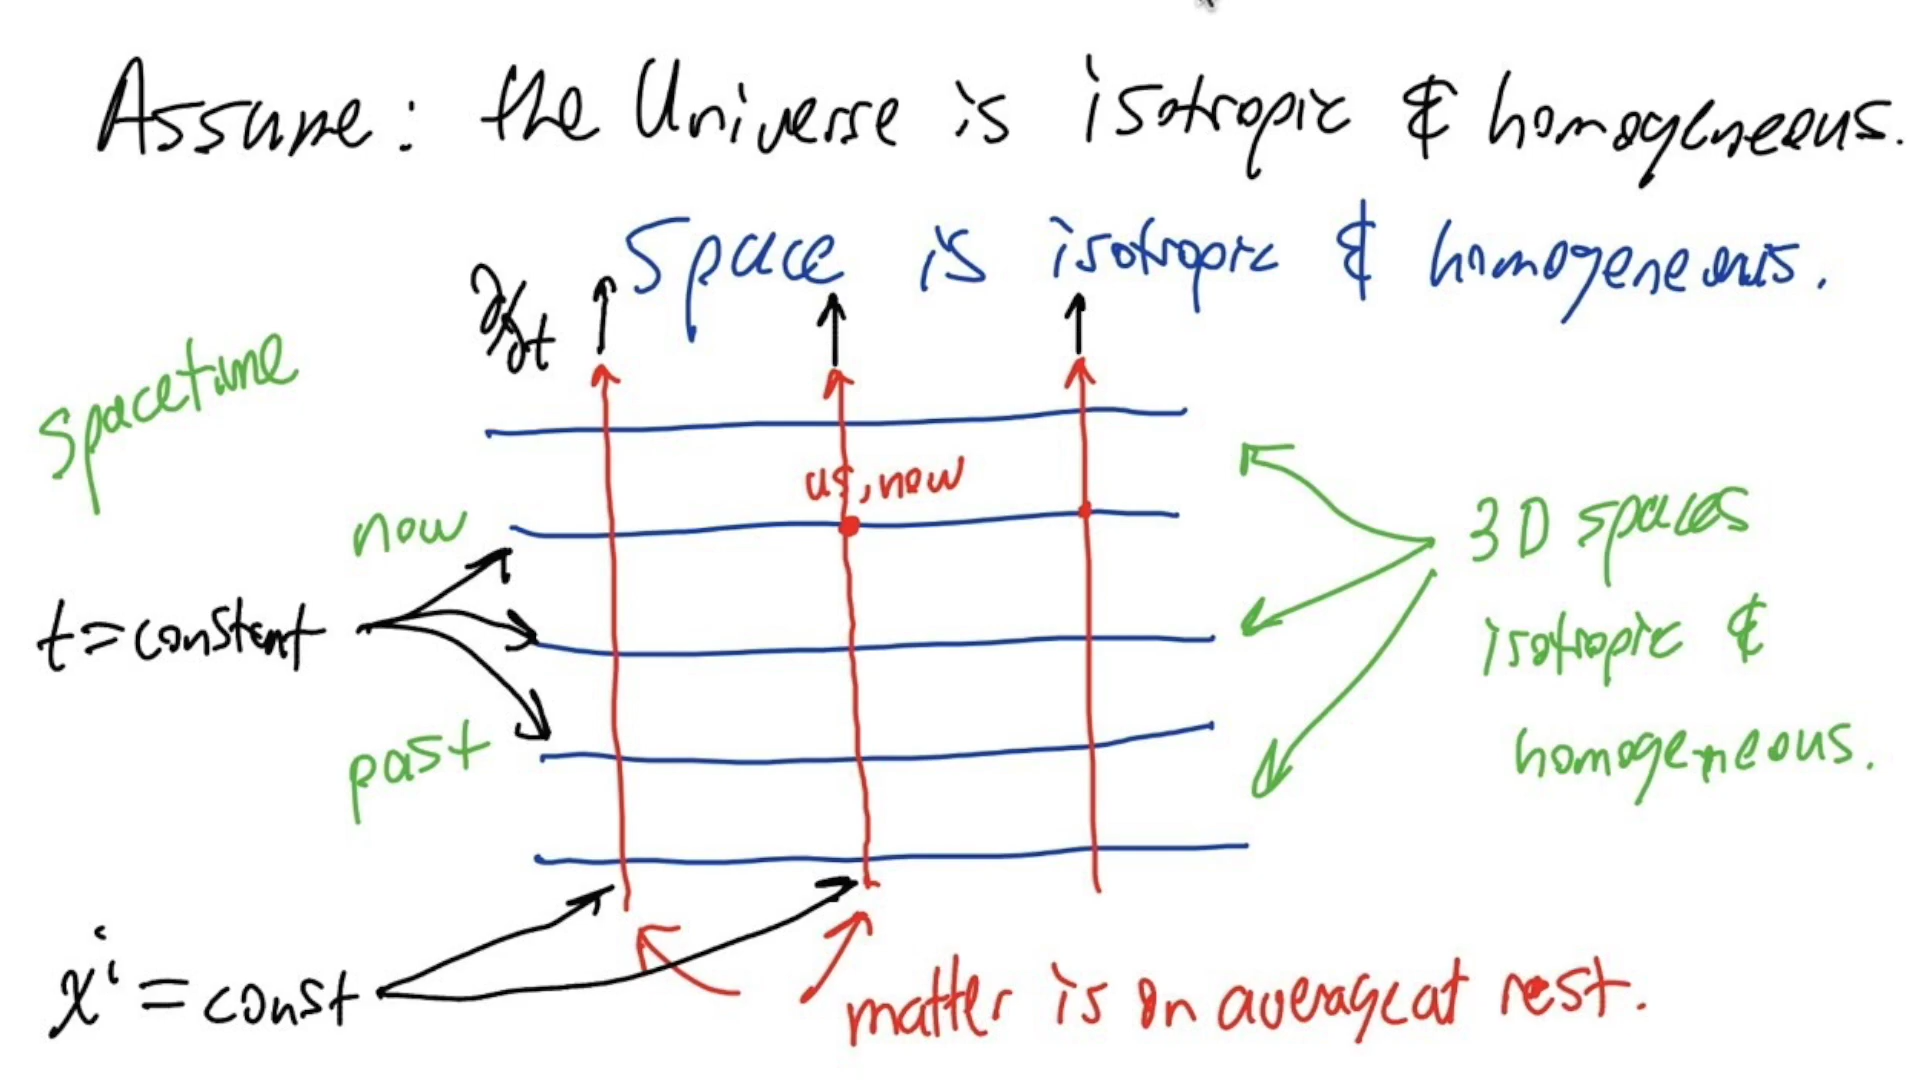 Assume: the Universe is isotropic & homogeneous.
Space is isotropic & homogeneous.
∂/∂t
spacetime
us, now
now
3D spaces
isotropic &
homogeneous.
t = constant
past
xⁱ = const
matter is on average at rest.